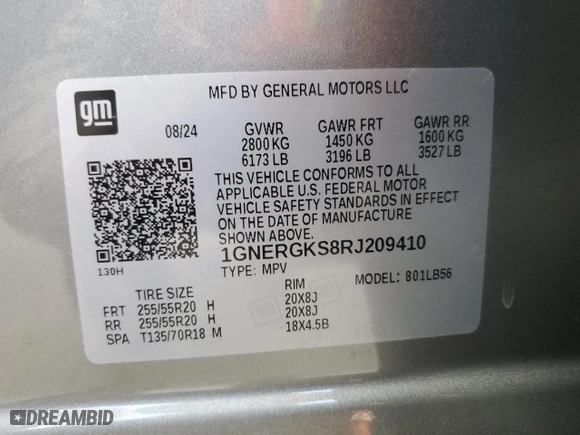 gm
MFD BY GENERAL MOTORS LLC
08/24 GVWR GAWR FRT GAWR RR
2800 KG 1450 KG 1600 KG
6173 LB 3196 LB 3527 LB
THIS VEHICLE CONFORMS TO ALL
APPLICABLE U.S. FEDERAL MOTOR
VEHICLE SAFETY STANDARDS IN EFFECT
ON THE DATE OF MANUFACTURE
SHOWN ABOVE.
1GNERGKS8RJ209410
130H
TYPE: MPV MODEL: 801LB56
TIRE SIZE RIM
FRT 255/55R20 H 20X8J
RR 255/55R20 H 20X8J
SPA T135/70R18 M 18X4.5B
DREAMBID